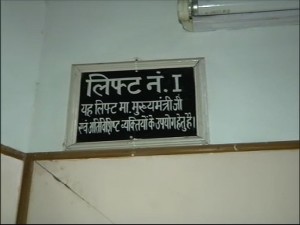 लिफ्ट नं. I
यह लिफ्ट मा. मुख्यमंत्री जी
एवं अतिविशिष्ट व्यक्तियों के उपयोग हेतु है।